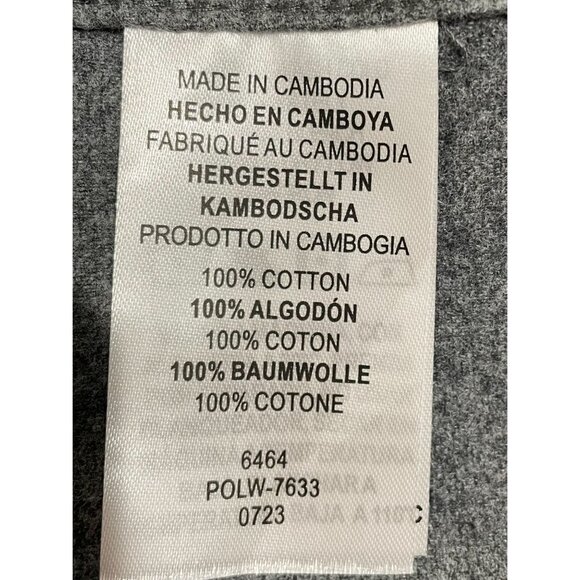 MADE IN CAMBODIA
HECHO EN CAMBOYA
FABRIQUÉ AU CAMBODIA
HERGESTELLT IN
KAMBODSCHA
PRODOTTO IN CAMBOGIA
100% COTTON
100% ALGODÓN
100% COTON
100% BAUMWOLLE
100% COTONE
6464
POLW-7633
0723